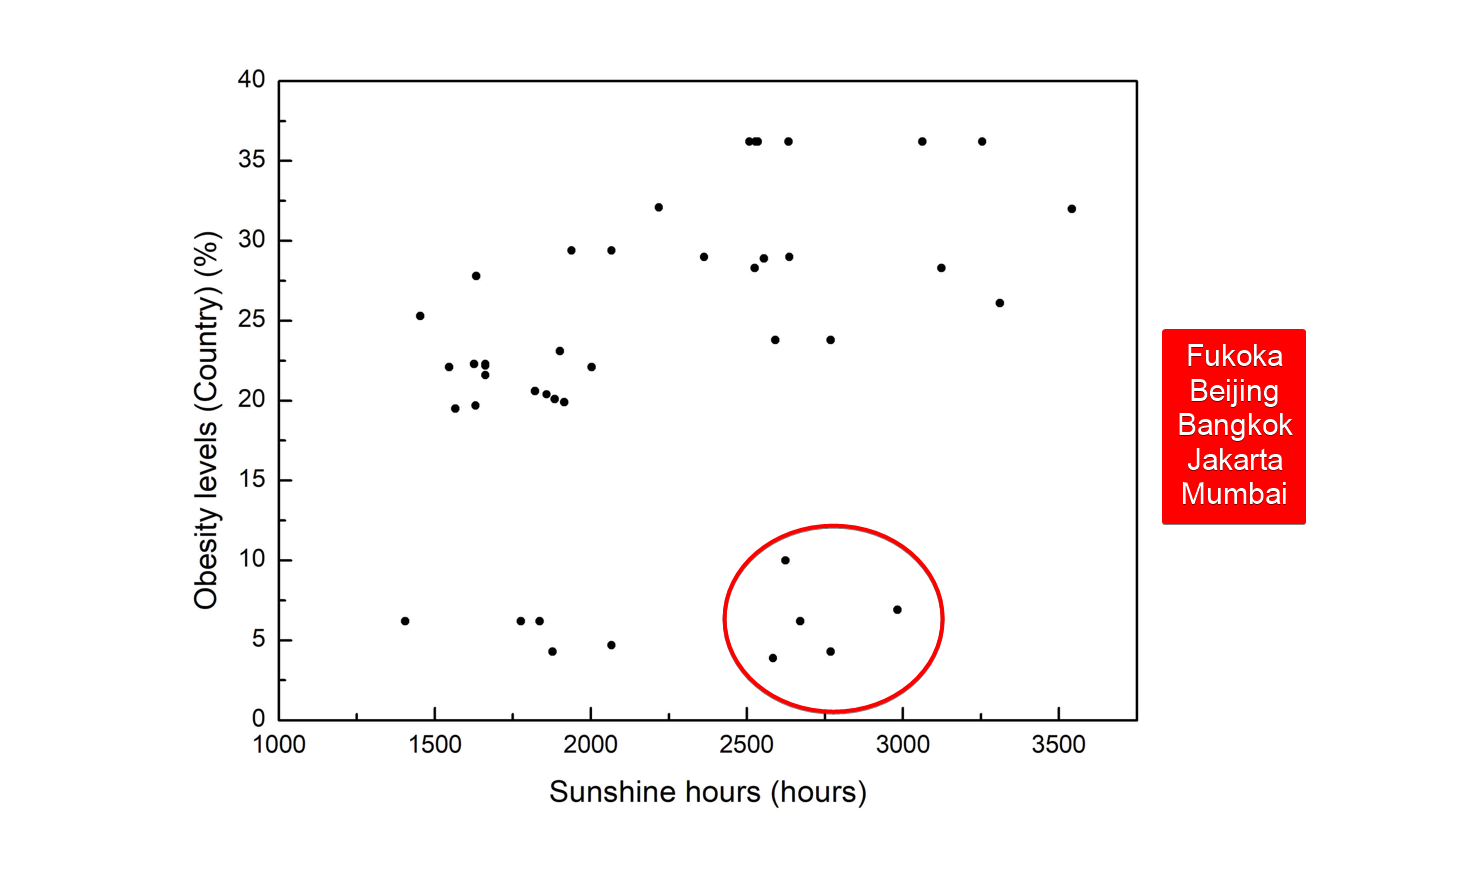 40
35
30
25
20
15
10
5
0
Obesity levels (Country) (%)
1000 1500 2000 2500 3000 3500
Sunshine hours (hours)
Fukoka
Beijing
Bangkok
Jakarta
Mumbai